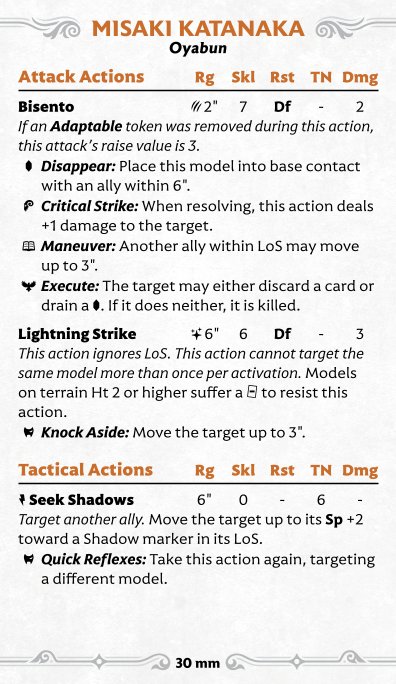 MISAKI KATANAKA
Oyabun
Attack Actions Rg Skl Rst TN Dmg
Bisento 2" 7 Df - 2
If an Adaptable token was removed during this action,
this attack's raise value is 3.
Disappear: Place this model into base contact
with an ally within 6".
Critical Strike: When resolving, this action deals
+1 damage to the target.
Maneuver: Another ally within LoS may move
up to 3".
Execute: The target may either discard a card or
drain a . If it does neither, it is killed.
Lightning Strike 6" 6 Df - 3
This action ignores LoS. This action cannot target the
same model more than once per activation. Models
on terrain Ht 2 or higher suffer a to resist this
action.
Knock Aside: Move the target up to 3".
Tactical Actions Rg Skl Rst TN Dmg
Seek Shadows 6" 0 - 6 -
Target another ally. Move the target up to its Sp +2
toward a Shadow marker in its LoS.
Quick Reflexes: Take this action again, targeting
a different model.
30 mm